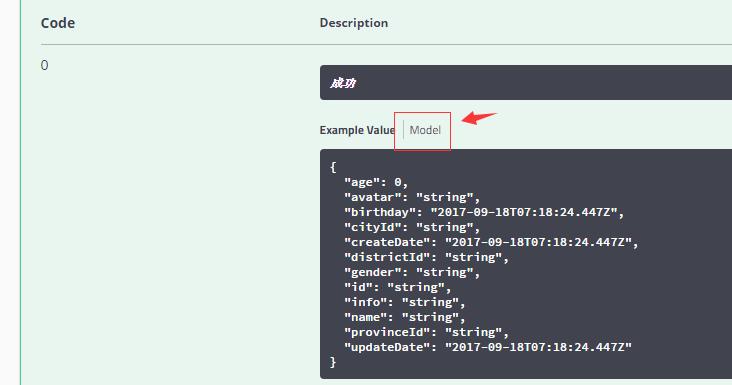 Code Description
0
成功
Example Value Model
{
"age": 0,
"avatar": "string",
"birthday": "2017-09-18T07:18:24.447Z",
"cityId": "string",
"createDate": "2017-09-18T07:18:24.447Z",
"districtId": "string",
"gender": "string",
"id": "string",
"info": "string",
"name": "string",
"provinceId": "string",
"updateDate": "2017-09-18T07:18:24.447Z"
}